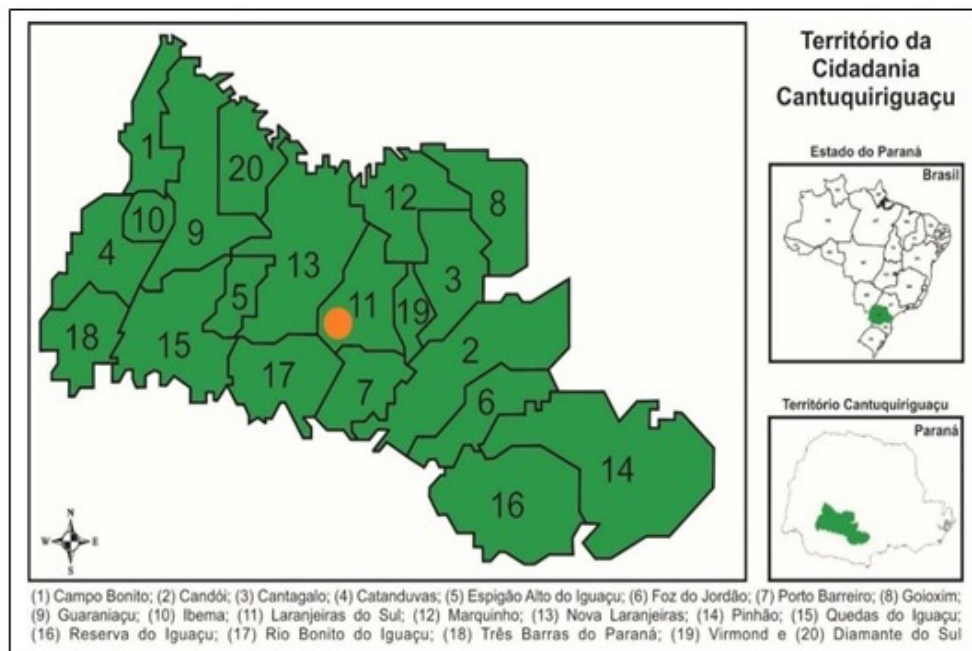 Território da
Cidadania
Cantuquiriguaçu
Estado do Paraná
Brasil
1
20
12
8
10
9
4
13
3
5
11
19
18
15
2
17
7
6
14
16
Território Cantuquiriguaçu
Paraná
N
W
E
S
(1) Campo Bonito; (2) Candói; (3) Cantagalo; (4) Catanduvas; (5) Espigão Alto do Iguaçu; (6) Foz do Jordão; (7) Porto Barreiro; (8) Goioxim;
(9) Guaraniaçu; (10) Ibema; (11) Laranjeiras do Sul; (12) Marquinho; (13) Nova Laranjeiras; (14) Pinhão; (15) Quedas do Iguaçu;
(16) Reserva do Iguaçu; (17) Rio Bonito do Iguaçu; (18) Três Barras do Paraná; (19) Virmond e (20) Diamante do Sul